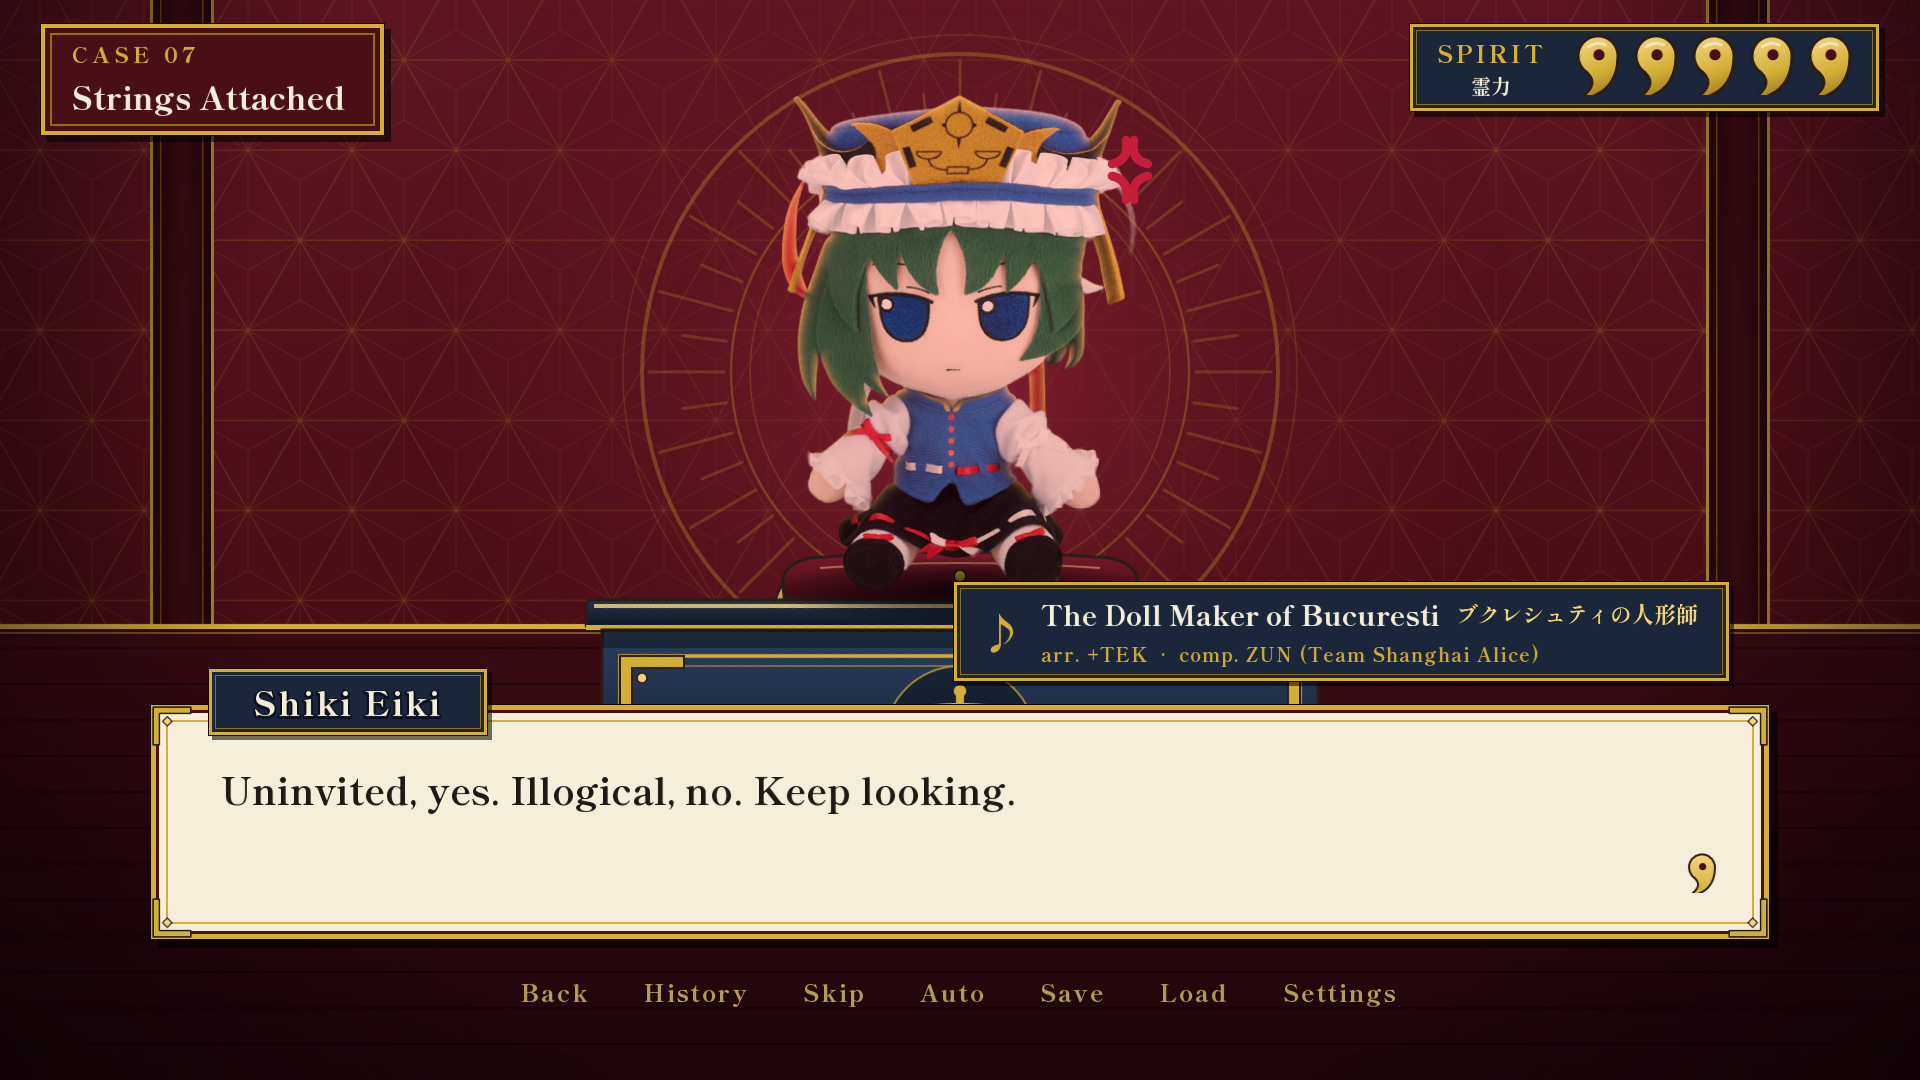 CASE 07
Strings Attached
SPIRIT
霊力
The Doll Maker of Bucuresti ブクレシュティの人形師
arr. +TEK · comp. ZUN (Team Shanghai Alice)
Shiki Eiki
Uninvited, yes. Illogical, no. Keep looking.
Back History Skip Auto Save Load Settings